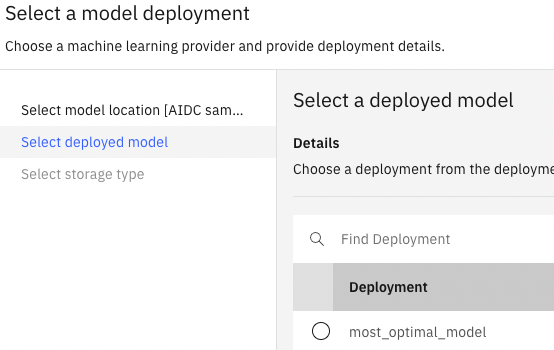 Select a model deployment
Choose a machine learning provider and provide deployment details.
Select model location [AIDC sam...
Select deployed model
Select storage type
Select a deployed model
Details
Choose a deployment from the deployme
Find Deployment
Deployment
most_optimal_model